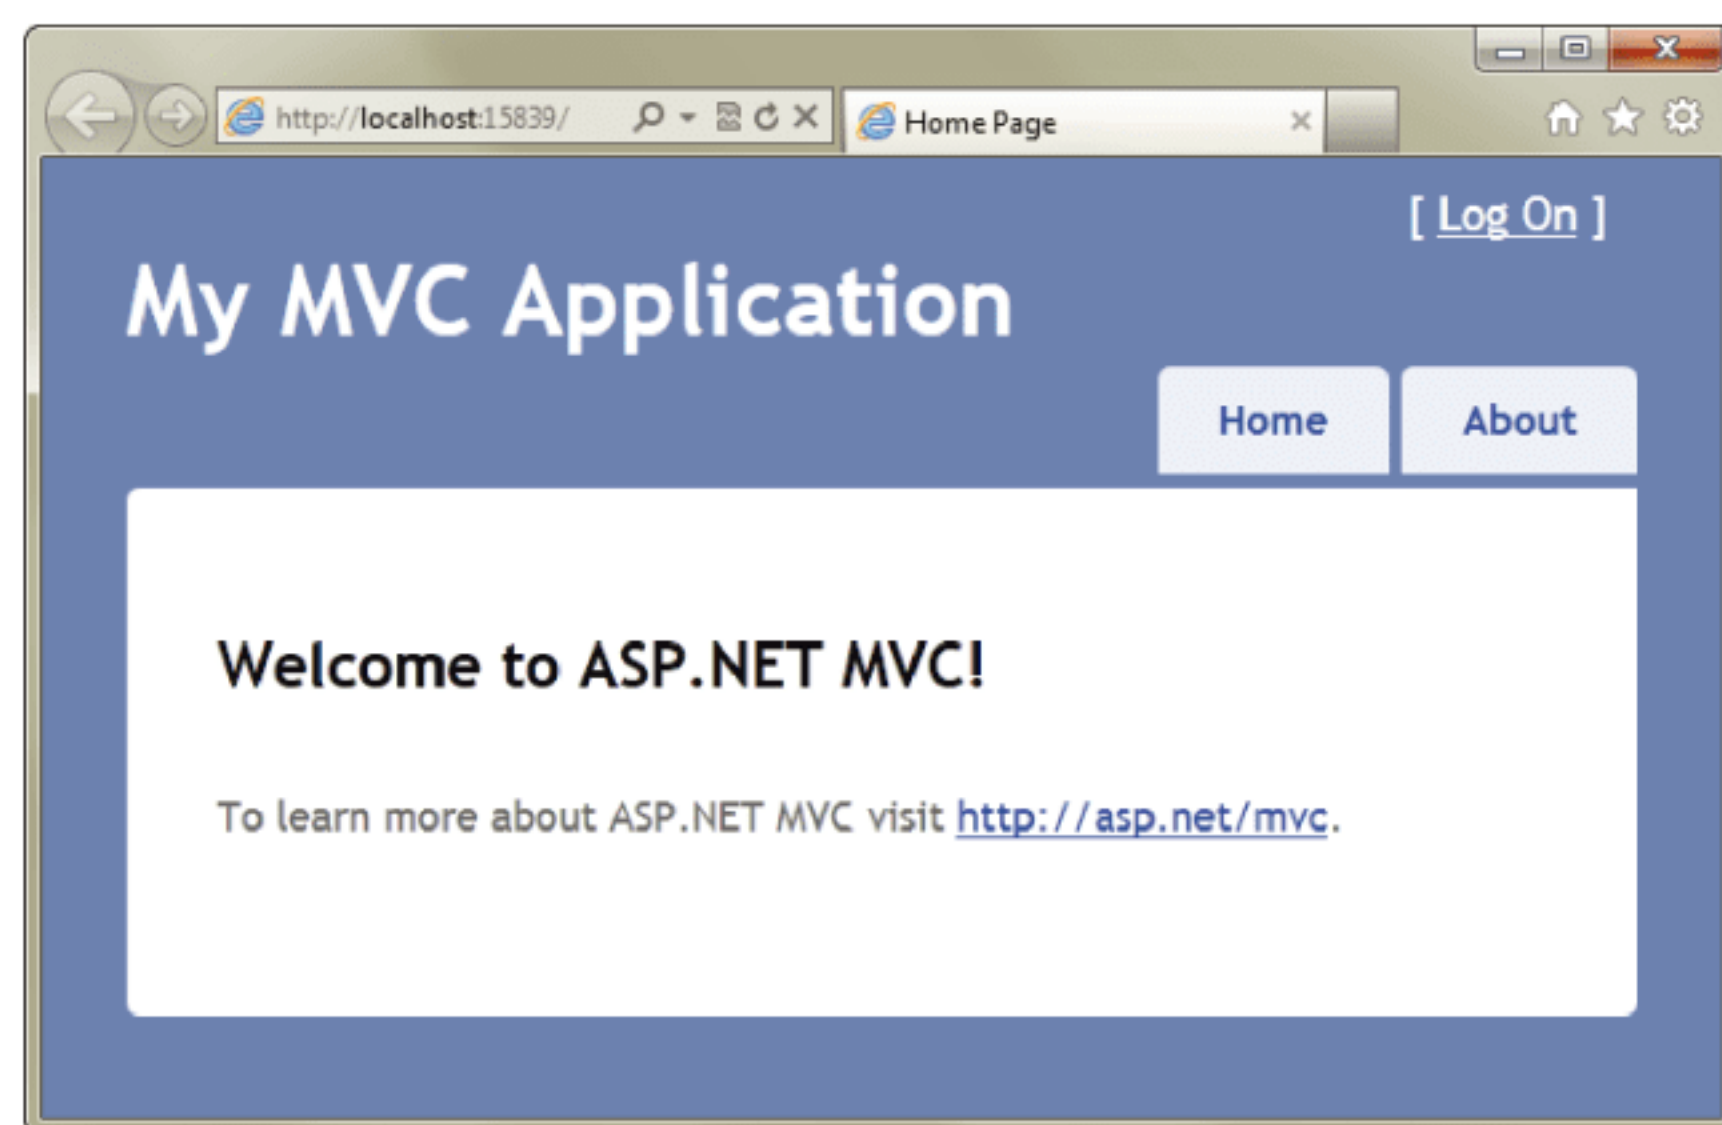 http://localhost:15839/
Home Page
[ Log On ]
My MVC Application
Home
About
Welcome to ASP.NET MVC!
To learn more about ASP.NET MVC visit http://asp.net/mvc.